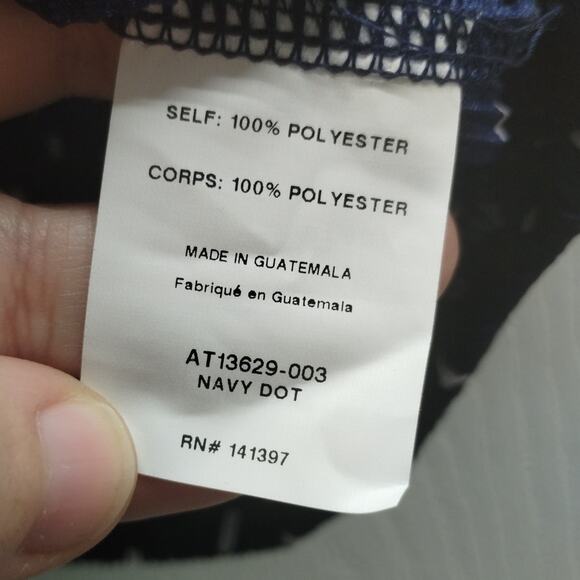 SELF: 100% POLYESTER
CORPS: 100% POLYESTER
MADE IN GUATEMALA
Fabriqué en Guatemala
AT13629-003
NAVY DOT
RN# 141397